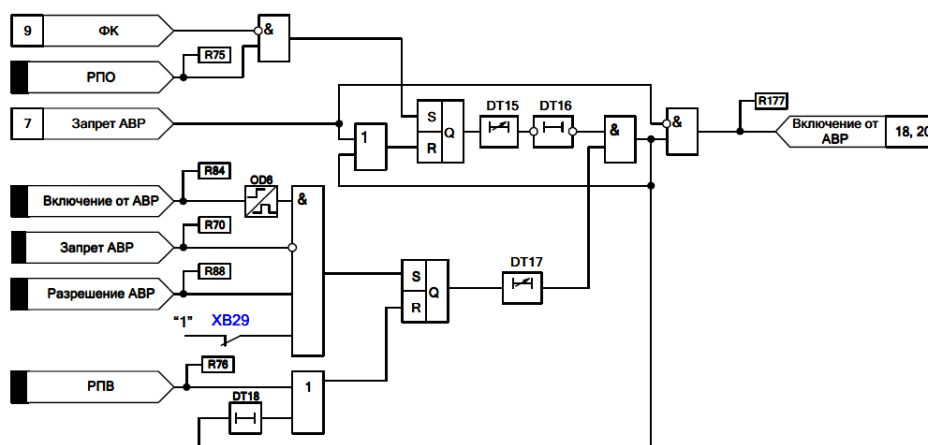 9 ФК
&
R75
РПО
7 Запрет АВР
S
R Q
DT15
DT16
1
&
&
R177
Включение от АВР 18, 20
R84
Включение от АВР
OD6
&
R70
Запрет АВР
R88
Разрешение АВР
S
R Q
DT17
"1" XB29
R76
РПВ
1
DT18